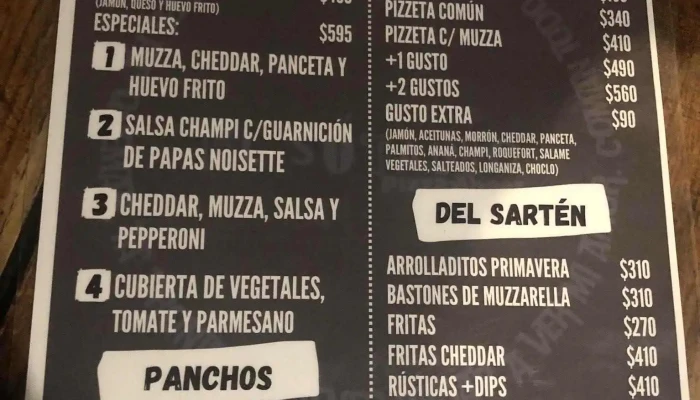 (JAMÓN, QUESO Y HUEVO FRITO)
ESPECIALES: $595
1 MUZZA, CHEDDAR, PANCETA Y
HUEVO FRITO
2 SALSA CHAMPI C/GUARNICIÓN
DE PAPAS NOISETTE
3 CHEDDAR, MUZZA, SALSA Y
PEPPERONI
4 CUBIERTA DE VEGETALES,
TOMATE Y PARMESANO
PANCHOS
PIZZETA COMÚN $340
PIZZETA C/ MUZZA $410
+1 GUSTO $490
+2 GUSTOS $560
GUSTO EXTRA $90
(JAMÓN, ACEITUNAS, MORRÓN, CHEDDAR, PANCETA,
PALMITOS, ANANÁ, CHAMPI, ROQUEFORT, SALAME
VEGETALES, SALTEADOS, LONGANIZA, CHOCLO)
DEL SARTÉN
ARROLLADITOS PRIMAVERA $310
BASTONES DE MUZZARELLA $310
FRITAS $270
FRITAS CHEDDAR $410
RÚSTICAS +DIPS $410